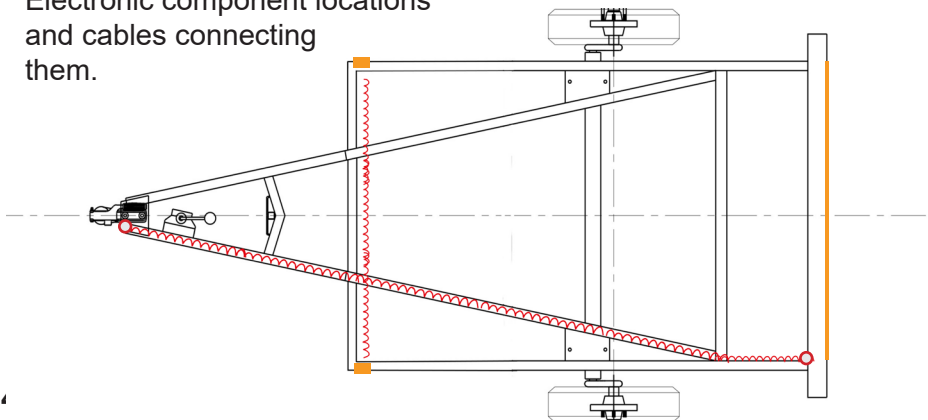 Electronic component locations
and cables connecting
them.